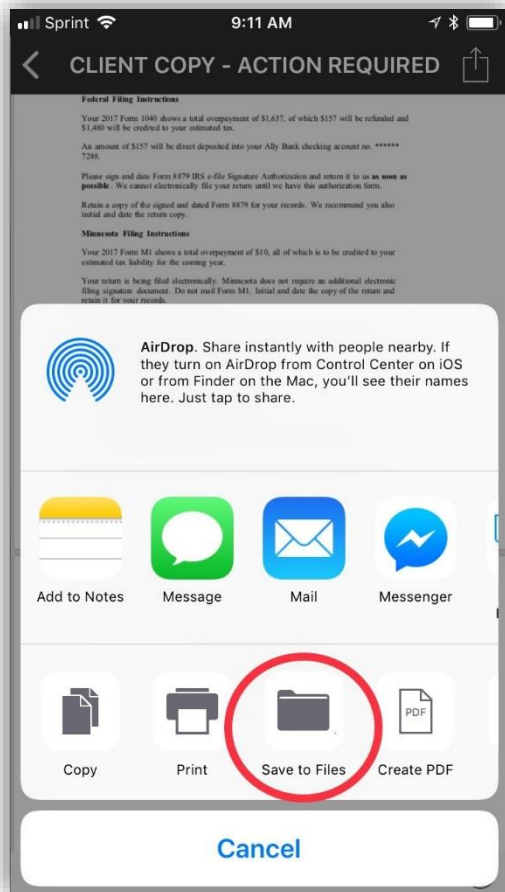 Sprint 9:11 AM
CLIENT COPY - ACTION REQUIRED
Federal Filing Instructions
Your 2017 Form 1040 shows a total overpayment of $1,637, of which $157 will be refunded and
$1,480 will be credited to your estimated tax.
An amount of $157 will be direct deposited into your Ally Bank checking account no. ******
7288.
Please sign and date Form 8879 IRS e-file Signature Authorization and return it to us as soon as
possible. We cannot electronically file your return until we have this authorization form.
Retain a copy of the signed and dated Form 8879 for your records. We recommend you also
initial and date the return copy.
Minnesota Filing Instructions
Your 2017 Form M1 shows a total overpayment of $10, all of which is to be credited to your
estimated tax liability for the coming year.
Your return is being filed electronically. Minnesota does not require an additional electronic
filing signature document. Do not mail Form M1. Initial and date the copy of the return and
retain it for your records.
AirDrop. Share instantly with people nearby. If
they turn on AirDrop from Control Center on iOS
or from Finder on the Mac, you'll see their names
here. Just tap to share.
Add to Notes Message Mail Messenger
PDF
Copy Print Save to Files Create PDF
Cancel